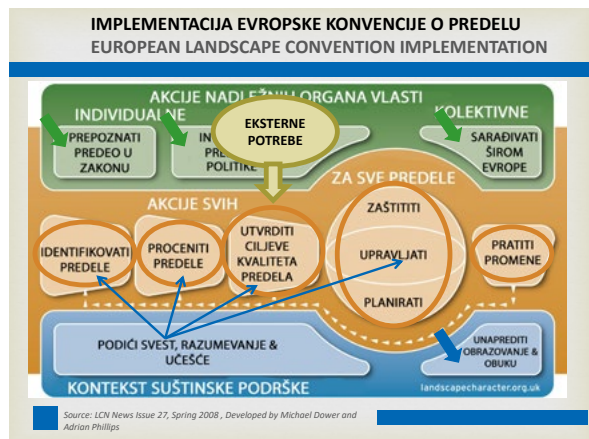 IMPLEMENTACIJA EVROPSKE KONVENCIJE O PREDELU
EUROPEAN LANDSCAPE CONVENTION IMPLEMENTATION
AKCIJE NADLEŽNIH ORGANA VLASTI
INDIVIDUALNE
KOLEKTIVNE
EKSTERNE
POTREBE
PREPOZNATI
PREDEO U
ZAKONU
POLITIKE
SARAĐIVATI
ŠIROM
EVROPE
ZA SVE PREDELE
AKCIJE SVIH
IDENTIFIKOVATI
PREDELE
PROCENITI
PREDELE
UTVRDITI
CILJEVE
KVALITETA
PREDELA
ZAŠTITITI
UPRAVLJATI
PLANIRATI
PRATITI
PROMENE
PODIĆI SVEST, RAZUMEVANJE &
UČEŠĆE
UNAPREDITI
OBRAZOVANJE &
OBUKU
KONTEKST SUŠTINSKE PODRŠKE
landscapecharacter.org.uk
Source: LCN News Issue 27, Spring 2008 , Developed by Michael Dower and
Adrian Phillips